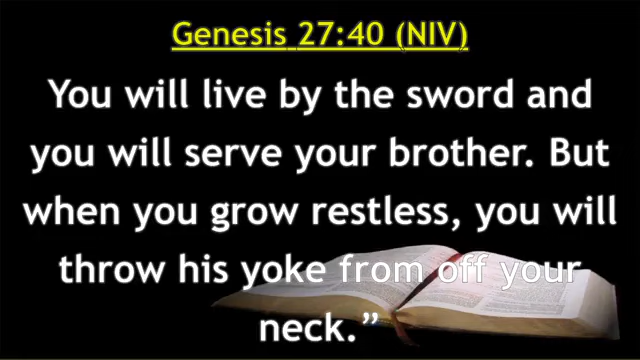 Genesis 27:40 (NIV)
You will live by the sword and
you will serve your brother. But
when you grow restless, you will
throw his yoke from off your
neck.”